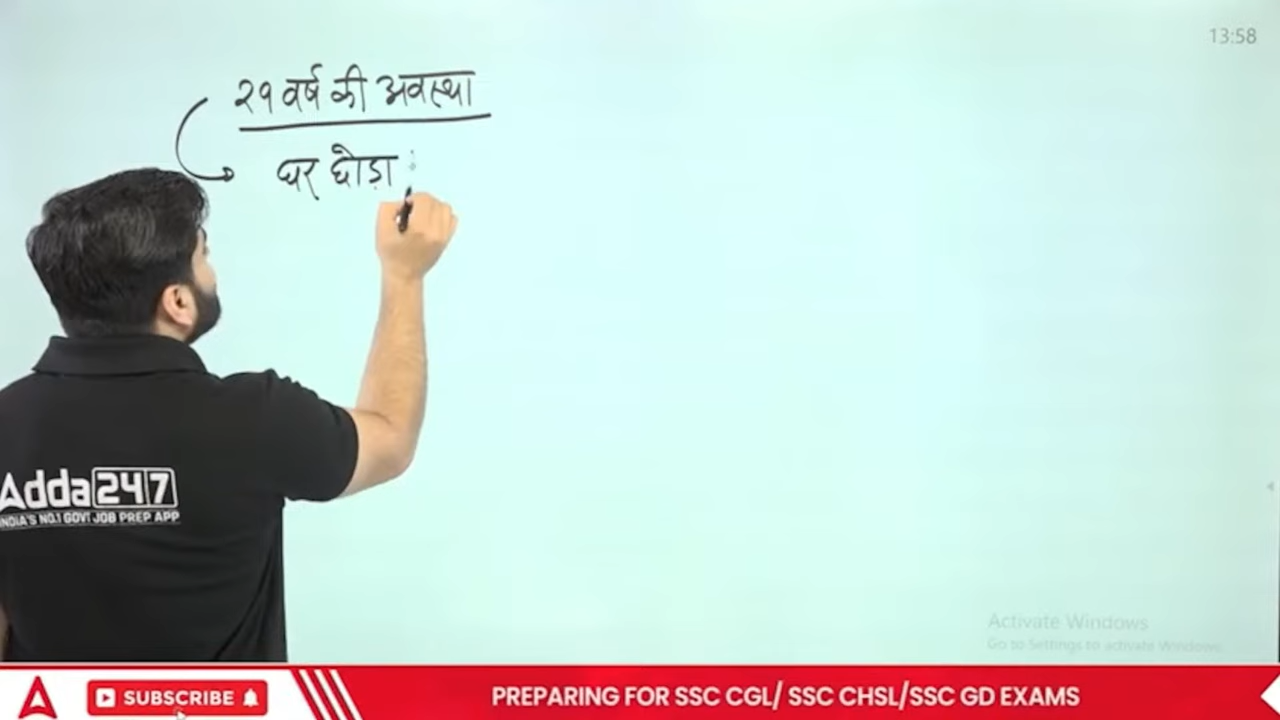 13:58
२१ वर्ष की अवस्था
घर छोड़ा
Adda247
INDIA'S NO.1 GOVT JOB PREP APP
Activate Windows
Go to Settings to activate Windows.
SUBSCRIBE
PREPARING FOR SSC CGL/ SSC CHSL/SSC GD EXAMS